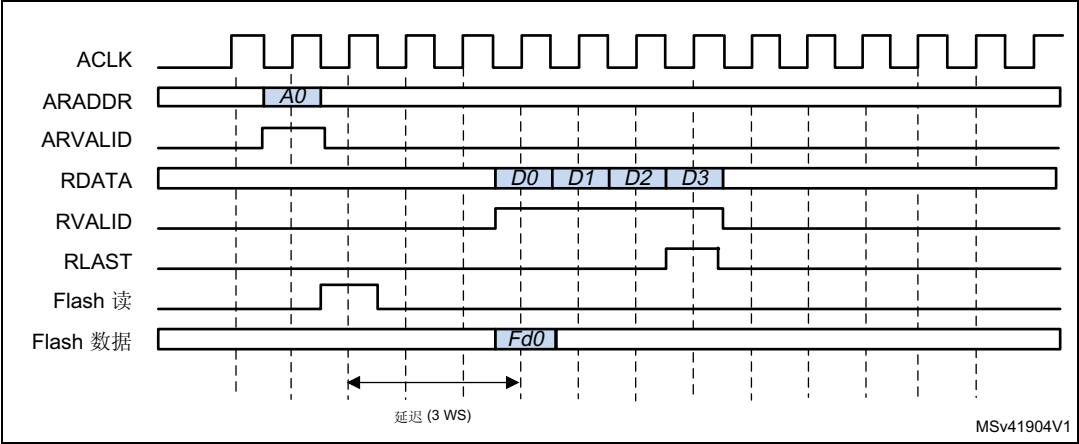 ACLK
ARADDR A0
ARVALID
RDATA D0 D1 D2 D3
RVALID
RLAST
Flash 读
Flash 数据 Fd0
延迟 (3 WS)
MSv41904V1